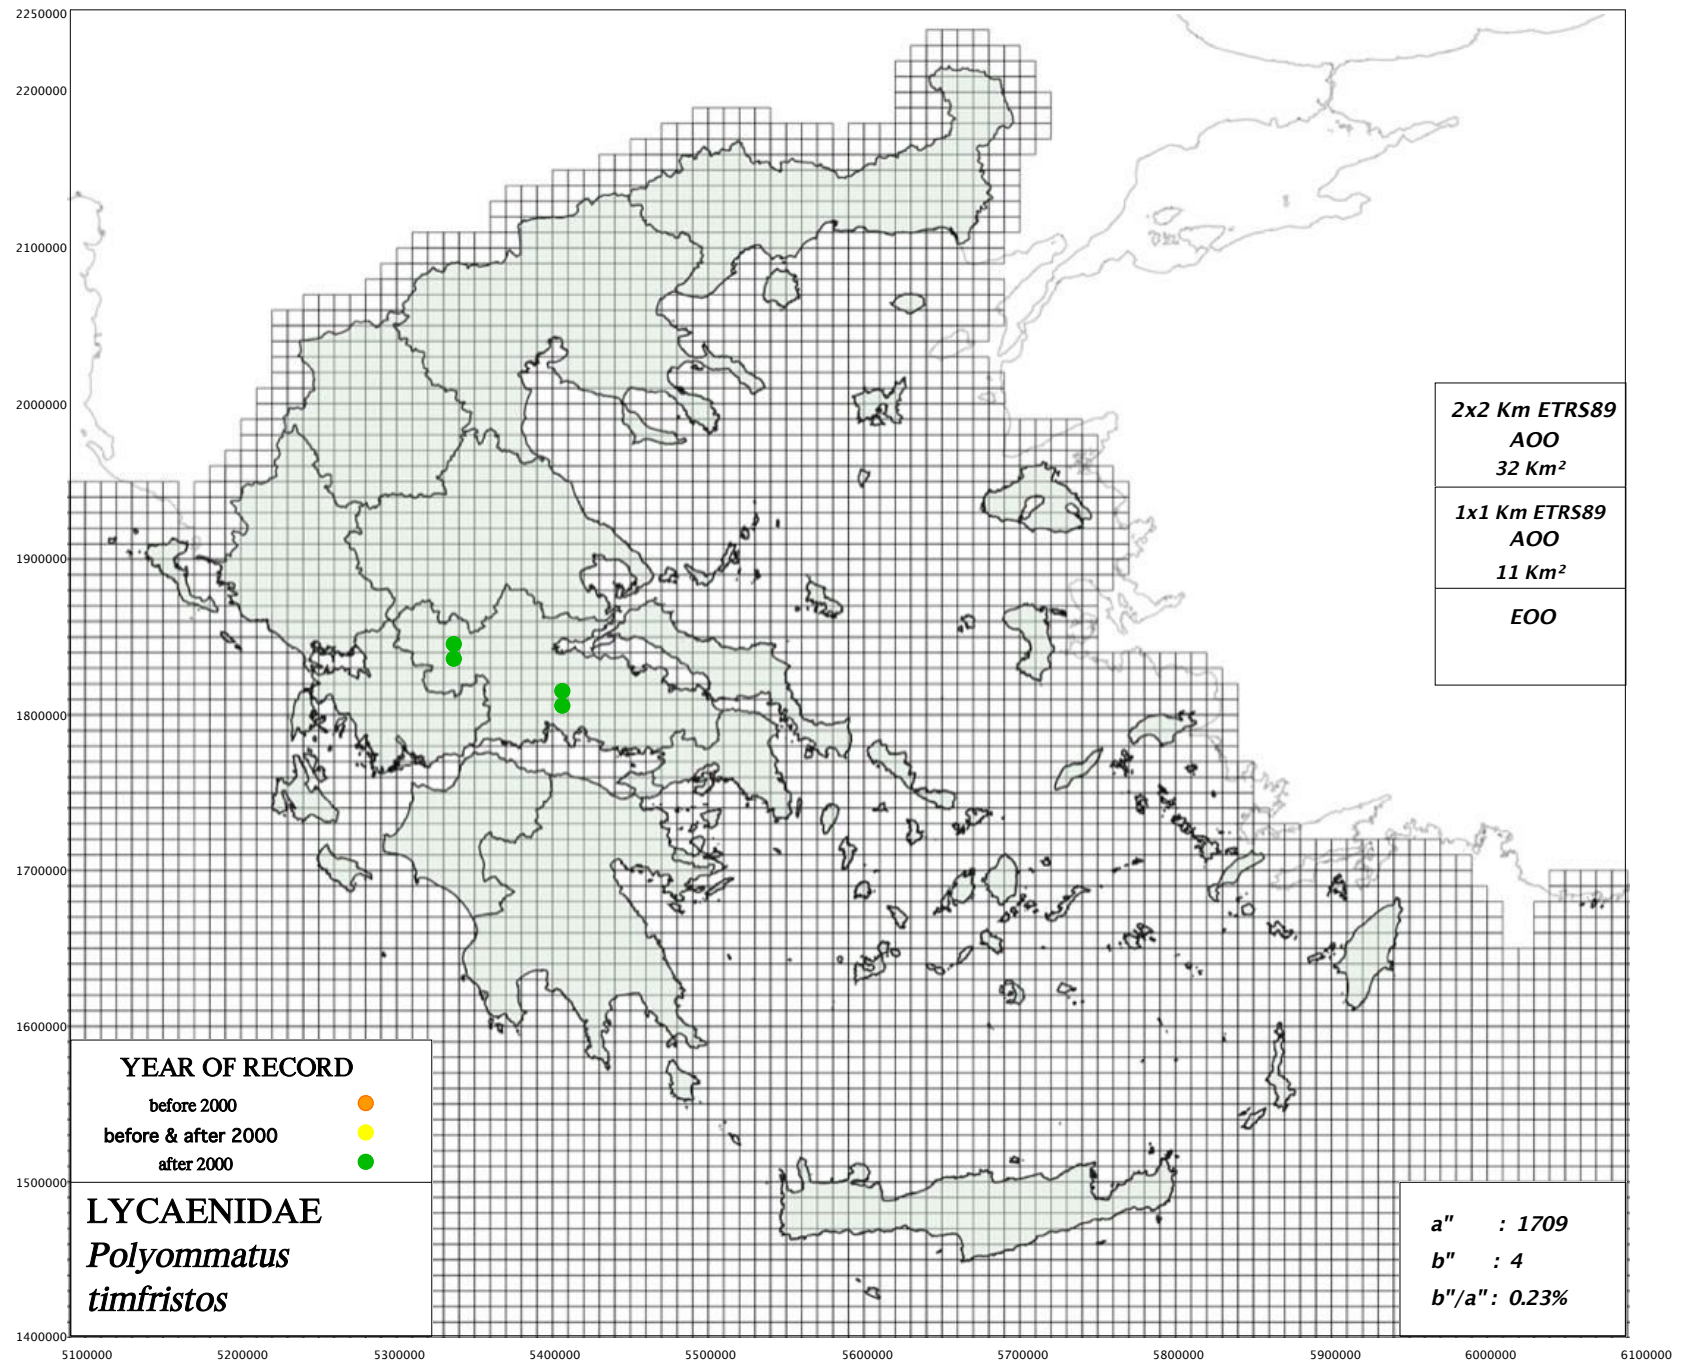 2250000
2200000
2100000
2000000
1900000
1800000
1700000
1600000
1500000
1400000
2x2 Km ETRS89
AOO
32 Km²
1x1 Km ETRS89
AOO
11 Km²
EOO
YEAR OF RECORD
before 2000
before & after 2000
after 2000
LYCAENIDAE
Polyommatus
timfristos
a" : 1709
b" : 4
b"/a" : 0.23%
5100000 5200000 5300000 5400000 5500000 5600000 5700000 5800000 5900000 6000000 6100000